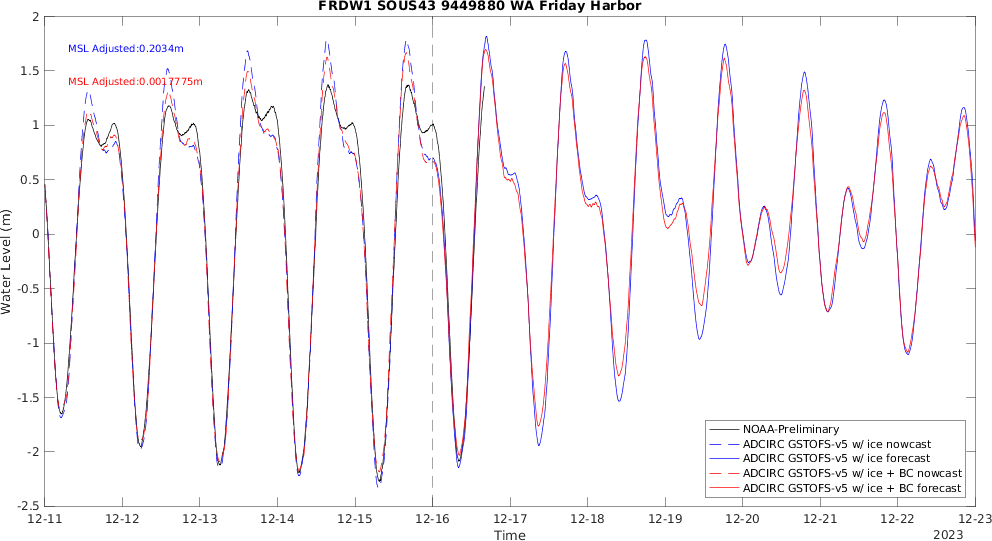 FRDW1 SOUS43 9449880 WA Friday Harbor
MSL Adjusted:0.2034m
MSL Adjusted:0.0017775m
Water Level (m)
2
1.5
1
0.5
0
-0.5
-1
-1.5
-2
-2.5
NOAA-Preliminary
ADCIRC GSTOFS-v5 w/ ice nowcast
ADCIRC GSTOFS-v5 w/ ice forecast
ADCIRC GSTOFS-v5 w/ ice + BC nowcast
ADCIRC GSTOFS-v5 w/ ice + BC forecast
12-11 12-12 12-13 12-14 12-15 12-16 12-17 12-18 12-19 12-20 12-21 12-22 12-23
Time
2023